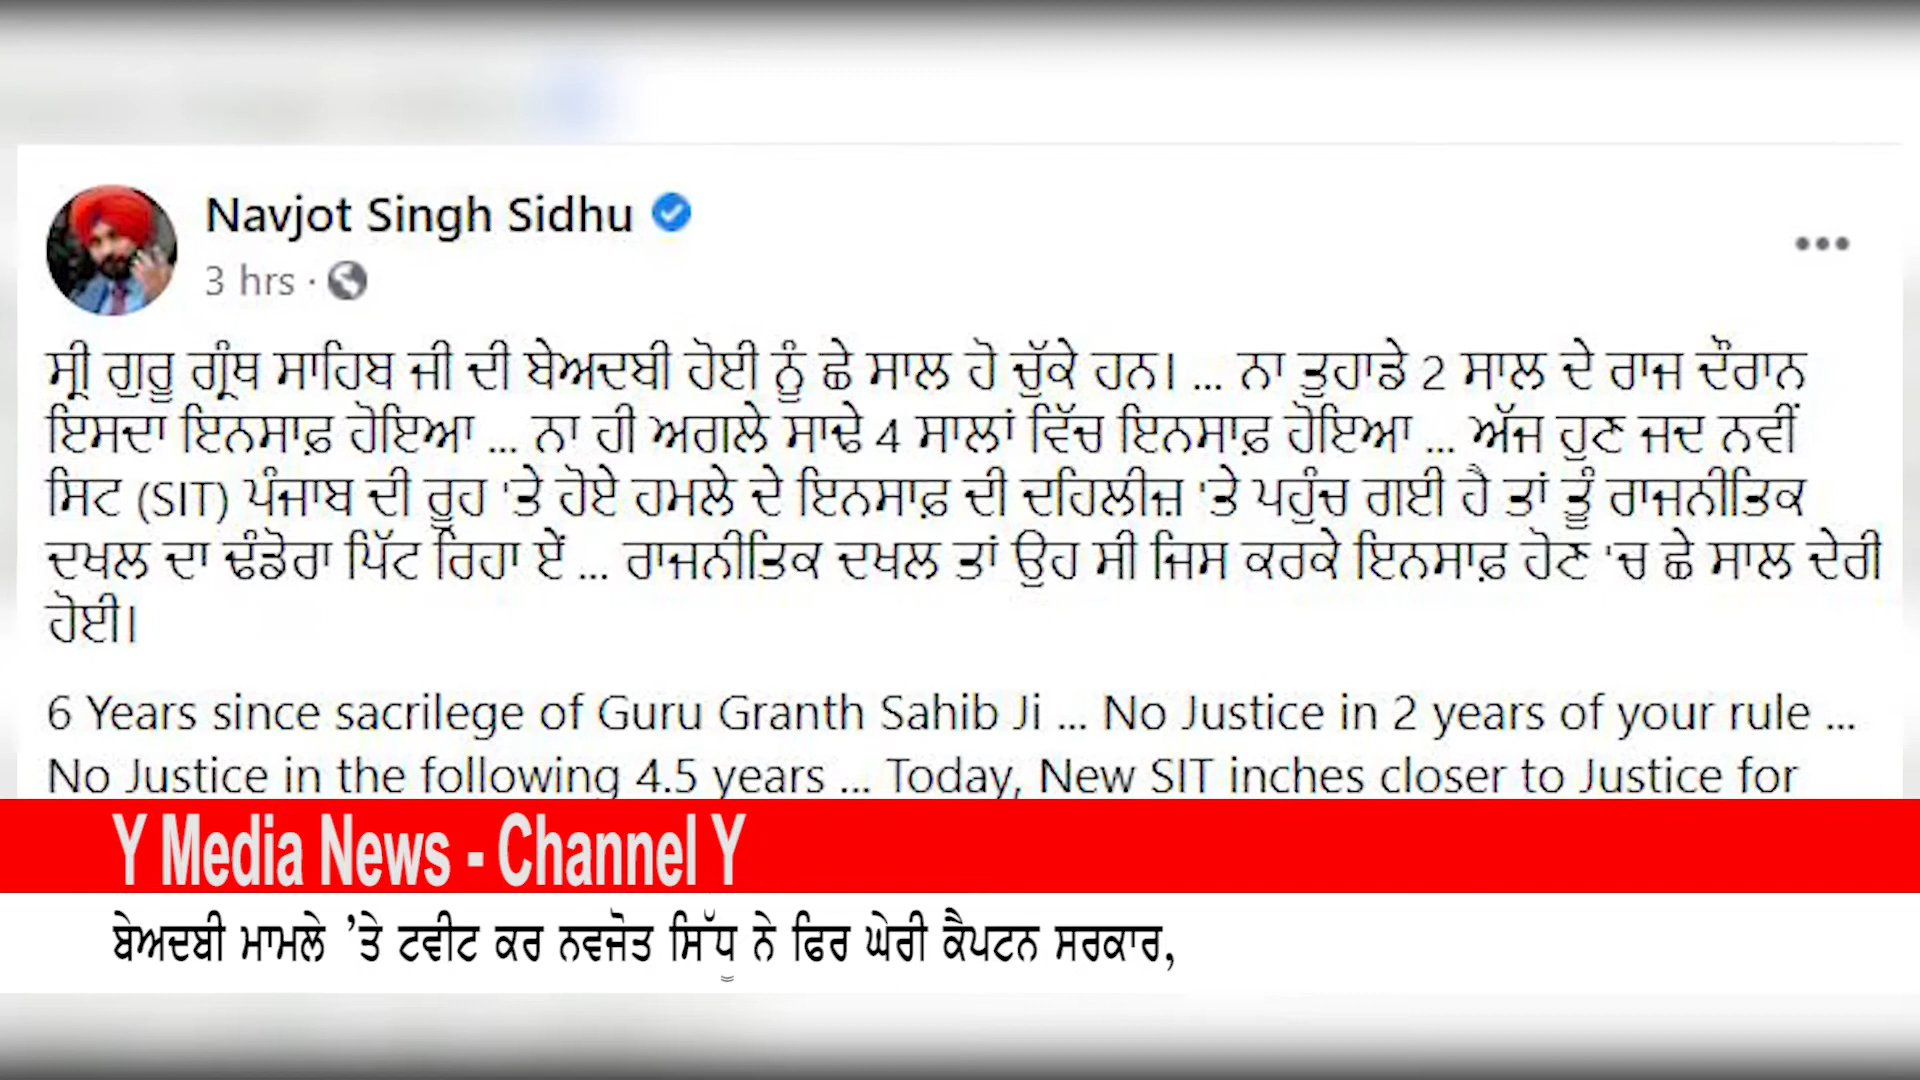 Navjot Singh Sidhu
3 hrs ·
ਸ੍ਰੀ ਗੁਰੂ ਗ੍ਰੰਥ ਸਾਹਿਬ ਜੀ ਦੀ ਬੇਅਦਬੀ ਹੋਈ ਨੂੰ ਛੇ ਸਾਲ ਹੋ ਚੁੱਕੇ ਹਨ। ... ਨਾ ਤੁਹਾਡੇ 2 ਸਾਲ ਦੇ ਰਾਜ ਦੌਰਾਨ
ਇਸਦਾ ਇਨਸਾਫ਼ ਹੋਇਆ ... ਨਾ ਹੀ ਅਗਲੇ ਸਾਢੇ 4 ਸਾਲਾਂ ਵਿੱਚ ਇਨਸਾਫ਼ ਹੋਇਆ ... ਅੱਜ ਹੁਣ ਜਦ ਨਵੀਂ
ਸਿਟ (SIT) ਪੰਜਾਬ ਦੀ ਰੂਹ 'ਤੇ ਹੋਏ ਹਮਲੇ ਦੇ ਇਨਸਾਫ਼ ਦੀ ਦਹਿਲੀਜ਼ 'ਤੇ ਪਹੁੰਚ ਗਈ ਹੈ ਤਾਂ ਤੂੰ ਰਾਜਨੀਤਿਕ
ਦਖਲ ਦਾ ਢੰਡੋਰਾ ਪਿੱਟ ਰਿਹਾ ਏਂ ... ਰਾਜਨੀਤਿਕ ਦਖਲ ਤਾਂ ਉਹ ਸੀ ਜਿਸ ਕਰਕੇ ਇਨਸਾਫ਼ ਹੋਣ 'ਚ ਛੇ ਸਾਲ ਦੇਰੀ
ਹੋਈ।
6 Years since sacrilege of Guru Granth Sahib Ji ... No Justice in 2 years of your rule ...
No Justice in the following 4.5 years ... Today, New SIT inches closer to Justice for
Y Media News - Channel Y
ਬੇਅਦਬੀ ਮਾਮਲੇ ’ਤੇ ਟਵੀਟ ਕਰ ਨਵਜੋਤ ਸਿੱਧੂ ਨੇ ਫਿਰ ਘੇਰੀ ਕੈਪਟਨ ਸਰਕਾਰ,